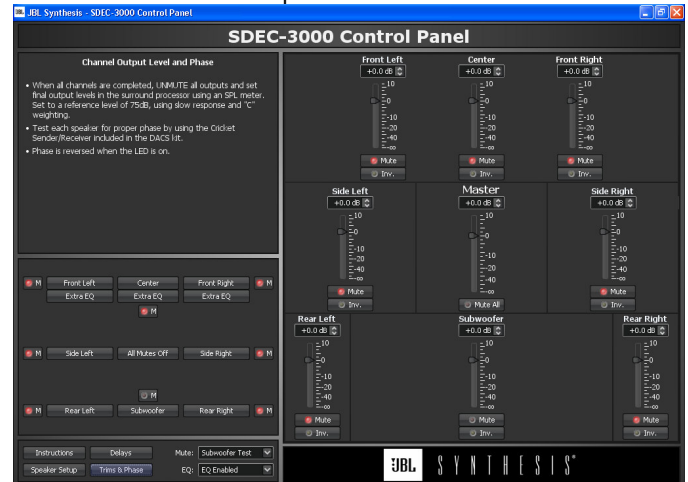 JBL Synthesis - SDEC-3000 Control Panel
SDEC-3000 Control Panel
Channel Output Level and Phase
• When all channels are completed, UNMUTE all outputs and set
final output levels in the surround processor using an SPL meter.
Set to a reference level of 75dB, using slow response and "C"
weighting.
• Test each speaker for proper phase by using the Cricket
Sender/Receiver included in the DACS kit.
• Phase is reversed when the LED is on.
M Front Left Center Front Right M
Extra EQ Extra EQ Extra EQ
M
M Side Left All Mutes Off Side Right M
M
M Rear Left Subwoofer Rear Right M
Instructions Delays Mute: Subwoofer Test
Speaker Setup Trims & Phase EQ: EQ Enabled
Front Left Center Front Right
+0.0 dB +0.0 dB +0.0 dB
10 10 10
0 0 0
-10 -10 -10
-20 -20 -20
-40 -40 -40
-∞ -∞ -∞
Mute Mute Mute
Inv. Inv. Inv.
Side Left Master Side Right
+0.0 dB +0.0 dB +0.0 dB
10 10 10
0 0 0
-10 -10 -10
-20 -20 -20
-40 -40 -40
-∞ -∞ -∞
Mute Mute
Inv. Mute All Inv.
Rear Left Subwoofer Rear Right
+0.0 dB +0.0 dB +0.0 dB
10 10 10
0 0 0
-10 -10 -10
-20 -20 -20
-40 -40 -40
-∞ -∞ -∞
Mute Mute Mute
Inv. Inv. Inv.
JBL SYNTHESIS®